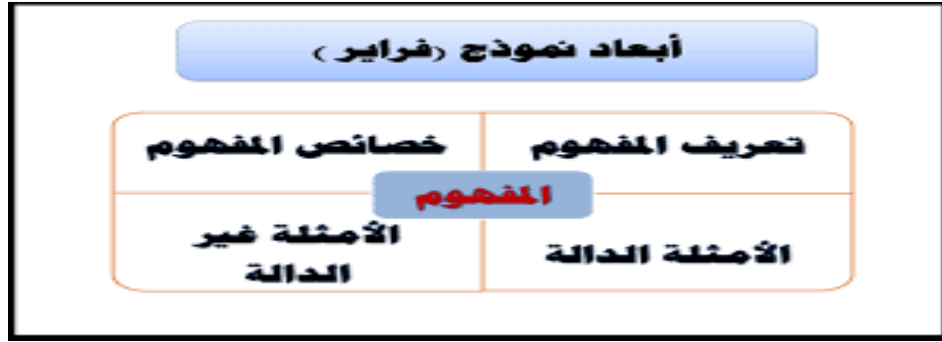 أبعاد نموذج (فراير)
تعريف المفهوم
خصائص المفهوم
المفهوم
الأمثلة الدالة
الأمثلة غير
الدالة